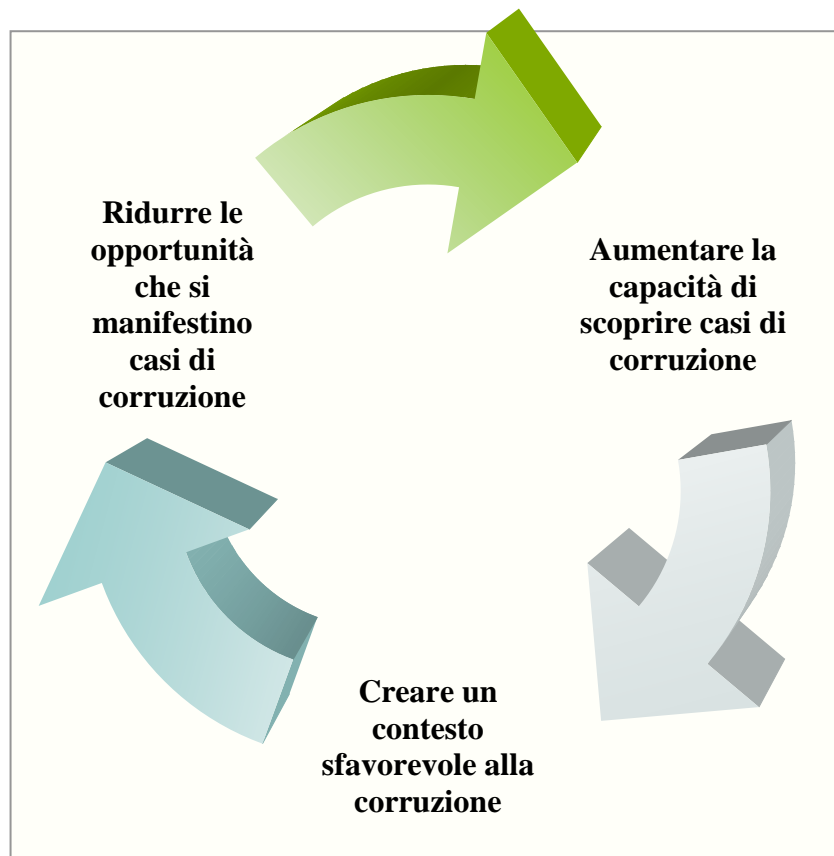 Ridurre le
opportunità
che si
manifestino
casi di
corruzione
Aumentare la
capacità di
scoprire casi di
corruzione
Creare un
contesto
sfavorevole alla
corruzione